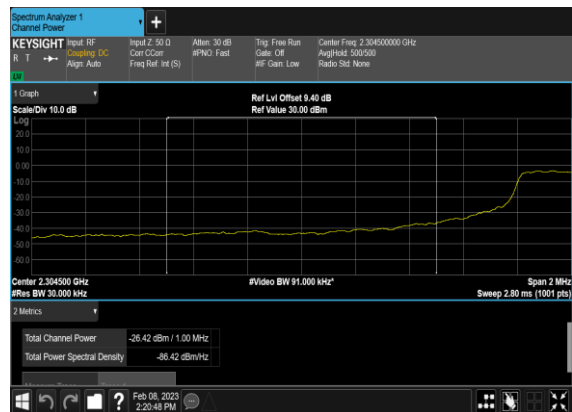 Spectrum Analyzer 1
Channel Power
+
KEYSIGHT Input: RF Input Z: 50 Ω Atten: 30 dB Trig: Free Run Center Freq: 2.304500000 GHz
R T Coupling: DC Corr CCorr #PNO: Fast Gate: Off Avg|Hold: 500/500
Align: Auto Freq Ref: Int (S) #IF Gain: Low Radio Std: None
LW
1 Graph
Ref Lvl Offset 9.40 dB
Scale/Div 10.0 dB Ref Value 30.00 dBm
Log
20.0
10.0
0.00
-10.0
-20.0
-30.0
-40.0
-50.0
-60.0
Center 2.304500 GHz #Video BW 91.000 kHz* Span 2 MHz
#Res BW 30.000 kHz Sweep 2.80 ms (1001 pts)
2 Metrics
Total Channel Power -26.42 dBm / 1.00 MHz
Total Power Spectral Density -86.42 dBm/Hz
? Feb 08, 2023
2:20:48 PM